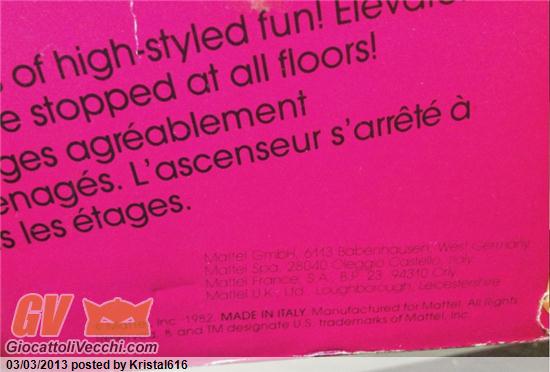 of high-styled fun! Elevato
e stopped at all floors!
ges agréablement
enagés. L'ascenseur s'arrêté à
s les étages.
Mattel GmbH, 6113 Babenhausen, West Germany
Mattel Spa, 28040 Oleggio Castello, Italy
Mattel France, S.A., B.P. 23, 94310 Orly
Mattel U.K., Ltd., Loughborough, Leicestershire
© Mattel, Inc. 1982. MADE IN ITALY. Manufactured for Mattel. All Rights
® and TM designate U.S. trademarks of Mattel, Inc.
GV
GiocattoliVecchi.com
03/03/2013 posted by Kristal616